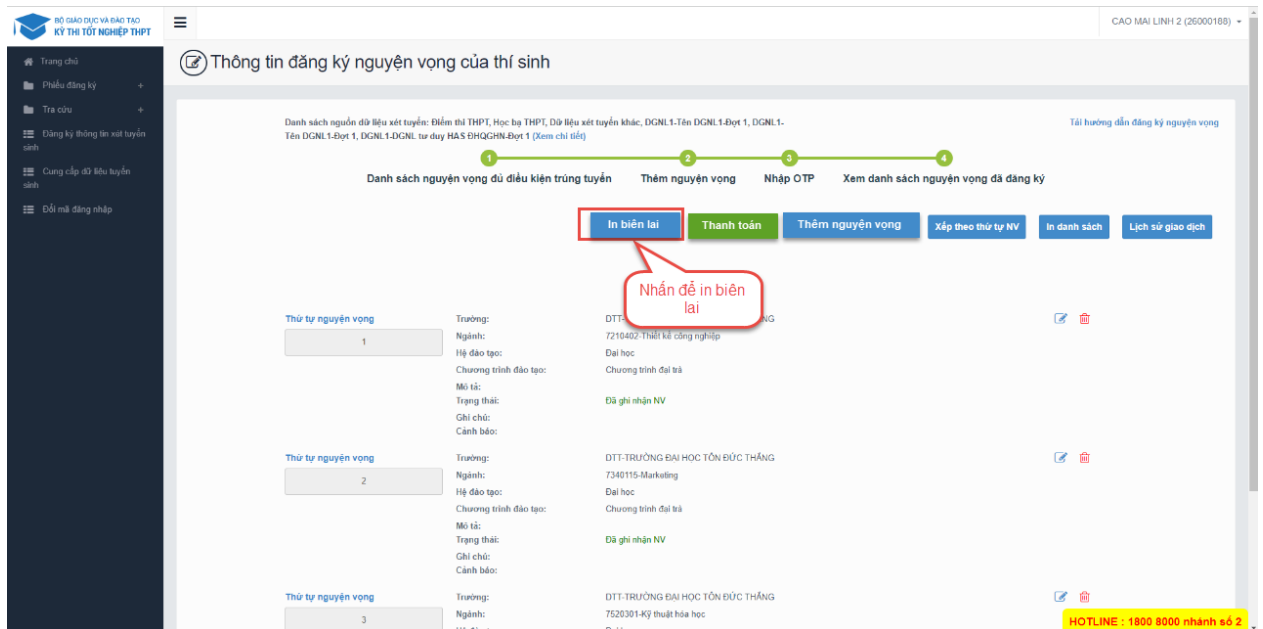 BỘ GIÁO DỤC VÀ ĐÀO TẠO
KỲ THI TỐT NGHIỆP THPT
CAO MAI LINH 2 (26000188)
Trang chủ
Phiếu đăng ký +
Tra cứu +
Đăng ký thông tin xét tuyển
sinh
Cung cấp dữ liệu tuyển
sinh
Đổi mã đăng nhập
Thông tin đăng ký nguyện vọng của thí sinh
Danh sách nguồn dữ liệu xét tuyển: Điểm thi THPT, Học bạ THPT, Dữ liệu xét tuyển khác, DGNL1-Tên DGNL1-Đợt 1, DGNL1-
Tên DGNL1-Đợt 1, DGNL1-DGNL tư duy HAS ĐHQGHN-Đợt 1 (Xem chi tiết)
Tải hướng dẫn đăng ký nguyện vọng
1 2 3 4
Danh sách nguyện vọng đủ điều kiện trúng tuyển Thêm nguyện vọng Nhập OTP Xem danh sách nguyện vọng đã đăng ký
In biên lai Thanh toán Thêm nguyện vọng Xếp theo thứ tự NV In danh sách Lịch sử giao dịch
Nhấn để in biên
lai
Thứ tự nguyện vọng
1
Trường: DTT- NG
Ngành: 7210402-Thiết kế công nghiệp
Hệ đào tạo: Đại học
Chương trình đào tạo: Chương trình đại trà
Mô tả:
Trạng thái: Đã ghi nhận NV
Ghi chú:
Cảnh báo:
Thứ tự nguyện vọng
2
Trường: DTT-TRƯỜNG ĐẠI HỌC TÔN ĐỨC THẮNG
Ngành: 7340115-Marketing
Hệ đào tạo: Đại học
Chương trình đào tạo: Chương trình đại trà
Mô tả:
Trạng thái: Đã ghi nhận NV
Ghi chú:
Cảnh báo:
Thứ tự nguyện vọng
3
Trường: DTT-TRƯỜNG ĐẠI HỌC TÔN ĐỨC THẮNG
Ngành: 7520301-Kỹ thuật hóa học
HOTLINE : 1800 8000 nhánh số 2